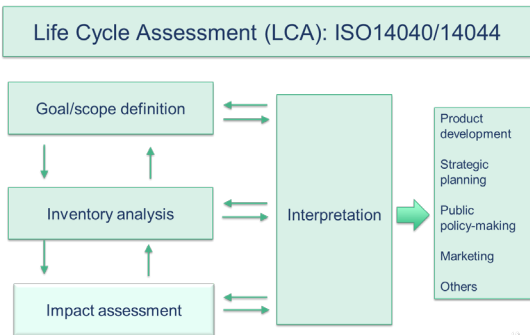 Life Cycle Assessment (LCA): ISO14040/14044
Goal/scope definition
Inventory analysis
Impact assessment
Interpretation
Product
development
Strategic
planning
Public
policy-making
Marketing
Others